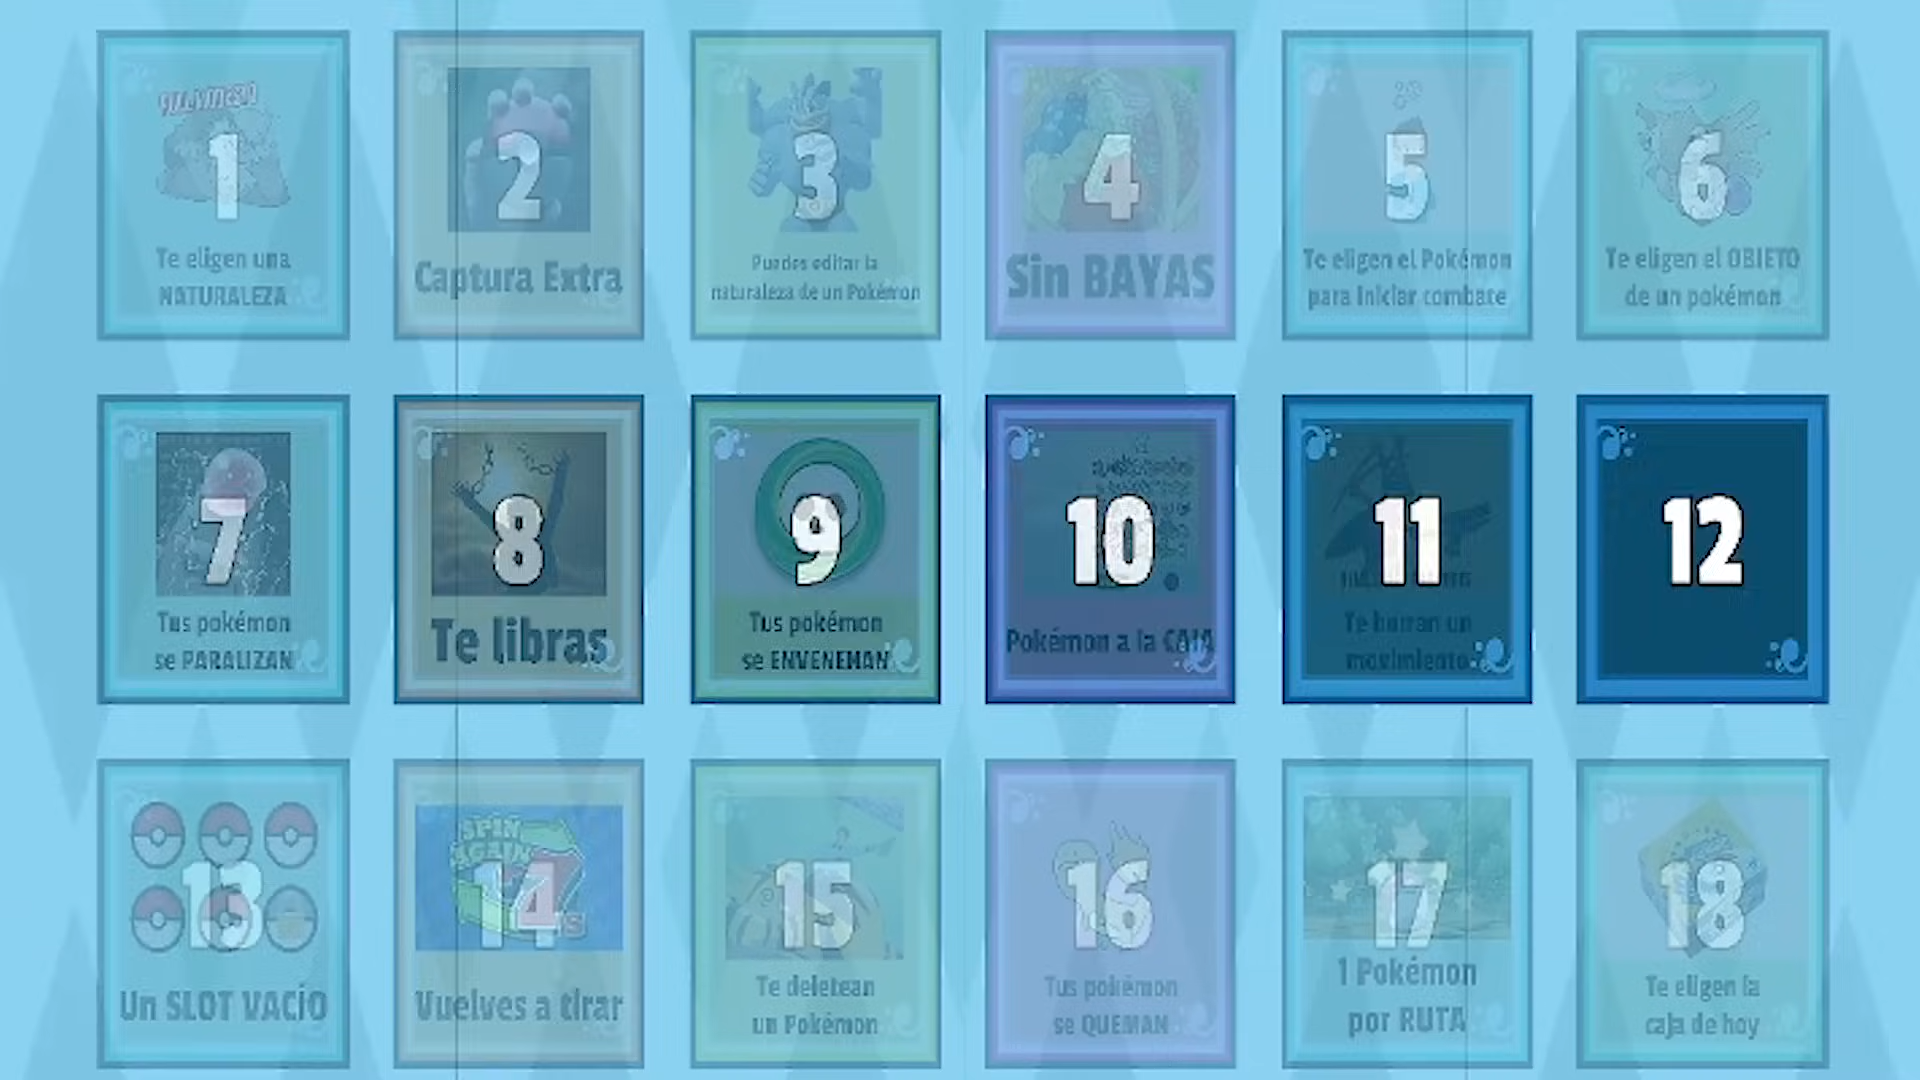 1
Te eligen una
NATURALEZA
2
Captura Extra
3
Puedes editar la
naturaleza de un Pokémon
4
Sin BAYAS
5
Te eligen el Pokémon
para iniciar combate
6
Te eligen el OBJETO
de un pokémon
7
Tus pokémon
se PARALIZAN
8
Te libras
9
Tus pokémon
se ENVENENAN
10
Pokémon a la CAJA
11
Te borran un
movimiento
12
13
Un SLOT VACÍO
SPIN
AGAIN
14
Vuelves a tirar
15
Te deletean
un Pokémon
16
Tus pokémon
se QUEMAN
17
1 Pokémon
por RUTA
18
Te eligen la
caja de hoy